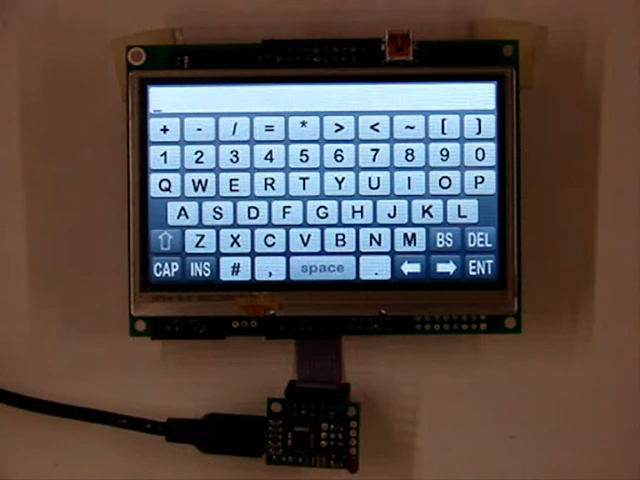 _
+ - / = * > < ~ [ ]
1 2 3 4 5 6 7 8 9 0
Q W E R T Y U I O P
A S D F G H J K L
⇧ Z X C V B N M BS DEL
CAP INS # , space . ← → ENT